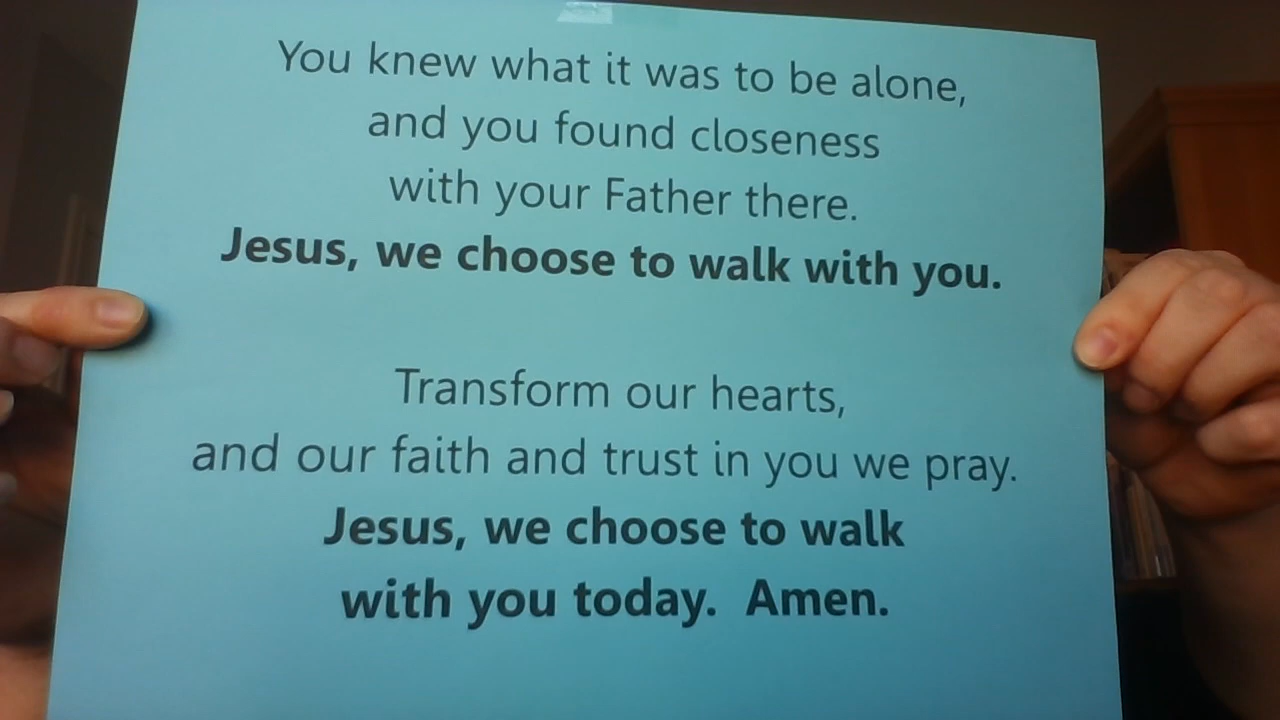 You knew what it was to be alone,
and you found closeness
with your Father there.
Jesus, we choose to walk with you.
Transform our hearts,
and our faith and trust in you we pray.
Jesus, we choose to walk
with you today.  Amen.